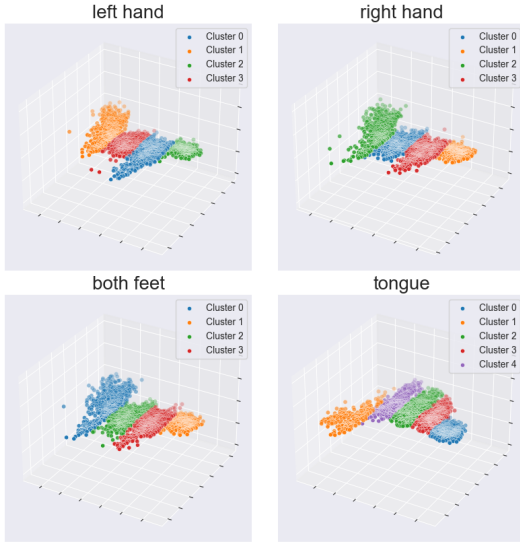 left hand
Cluster 0
Cluster 1
Cluster 2
Cluster 3
right hand
Cluster 0
Cluster 1
Cluster 2
Cluster 3
both feet
Cluster 0
Cluster 1
Cluster 2
Cluster 3
tongue
Cluster 0
Cluster 1
Cluster 2
Cluster 3
Cluster 4